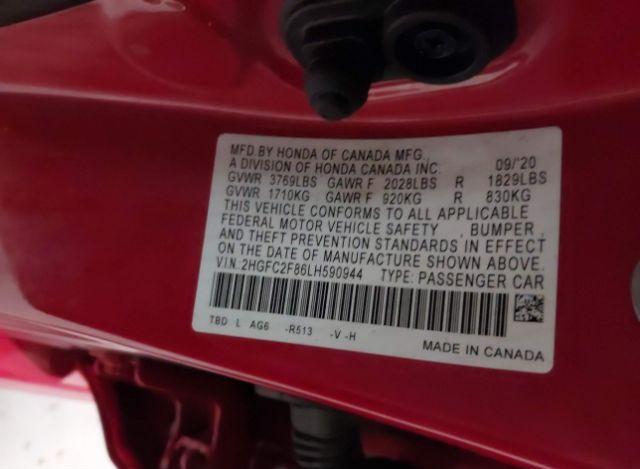 MFD.BY HONDA OF CANADA MFG.,
A DIVISION OF HONDA CANADA INC. 09/'20
GVWR 3769LBS GAWR F 2028LBS R 1829LBS
GVWR 1710KG GAWR F 920KG R 830KG
THIS VEHICLE CONFORMS TO ALL APPLICABLE
FEDERAL MOTOR VEHICLE SAFETY , BUMPER ,
AND THEFT PREVENTION STANDARDS IN EFFECT
ON THE DATE OF MANUFACTURE SHOWN ABOVE.
V.I.N. 2HGFC2F86LH590944 TYPE: PASSENGER CAR
TBD L AG6 -R513 -V -H
MADE IN CANADA